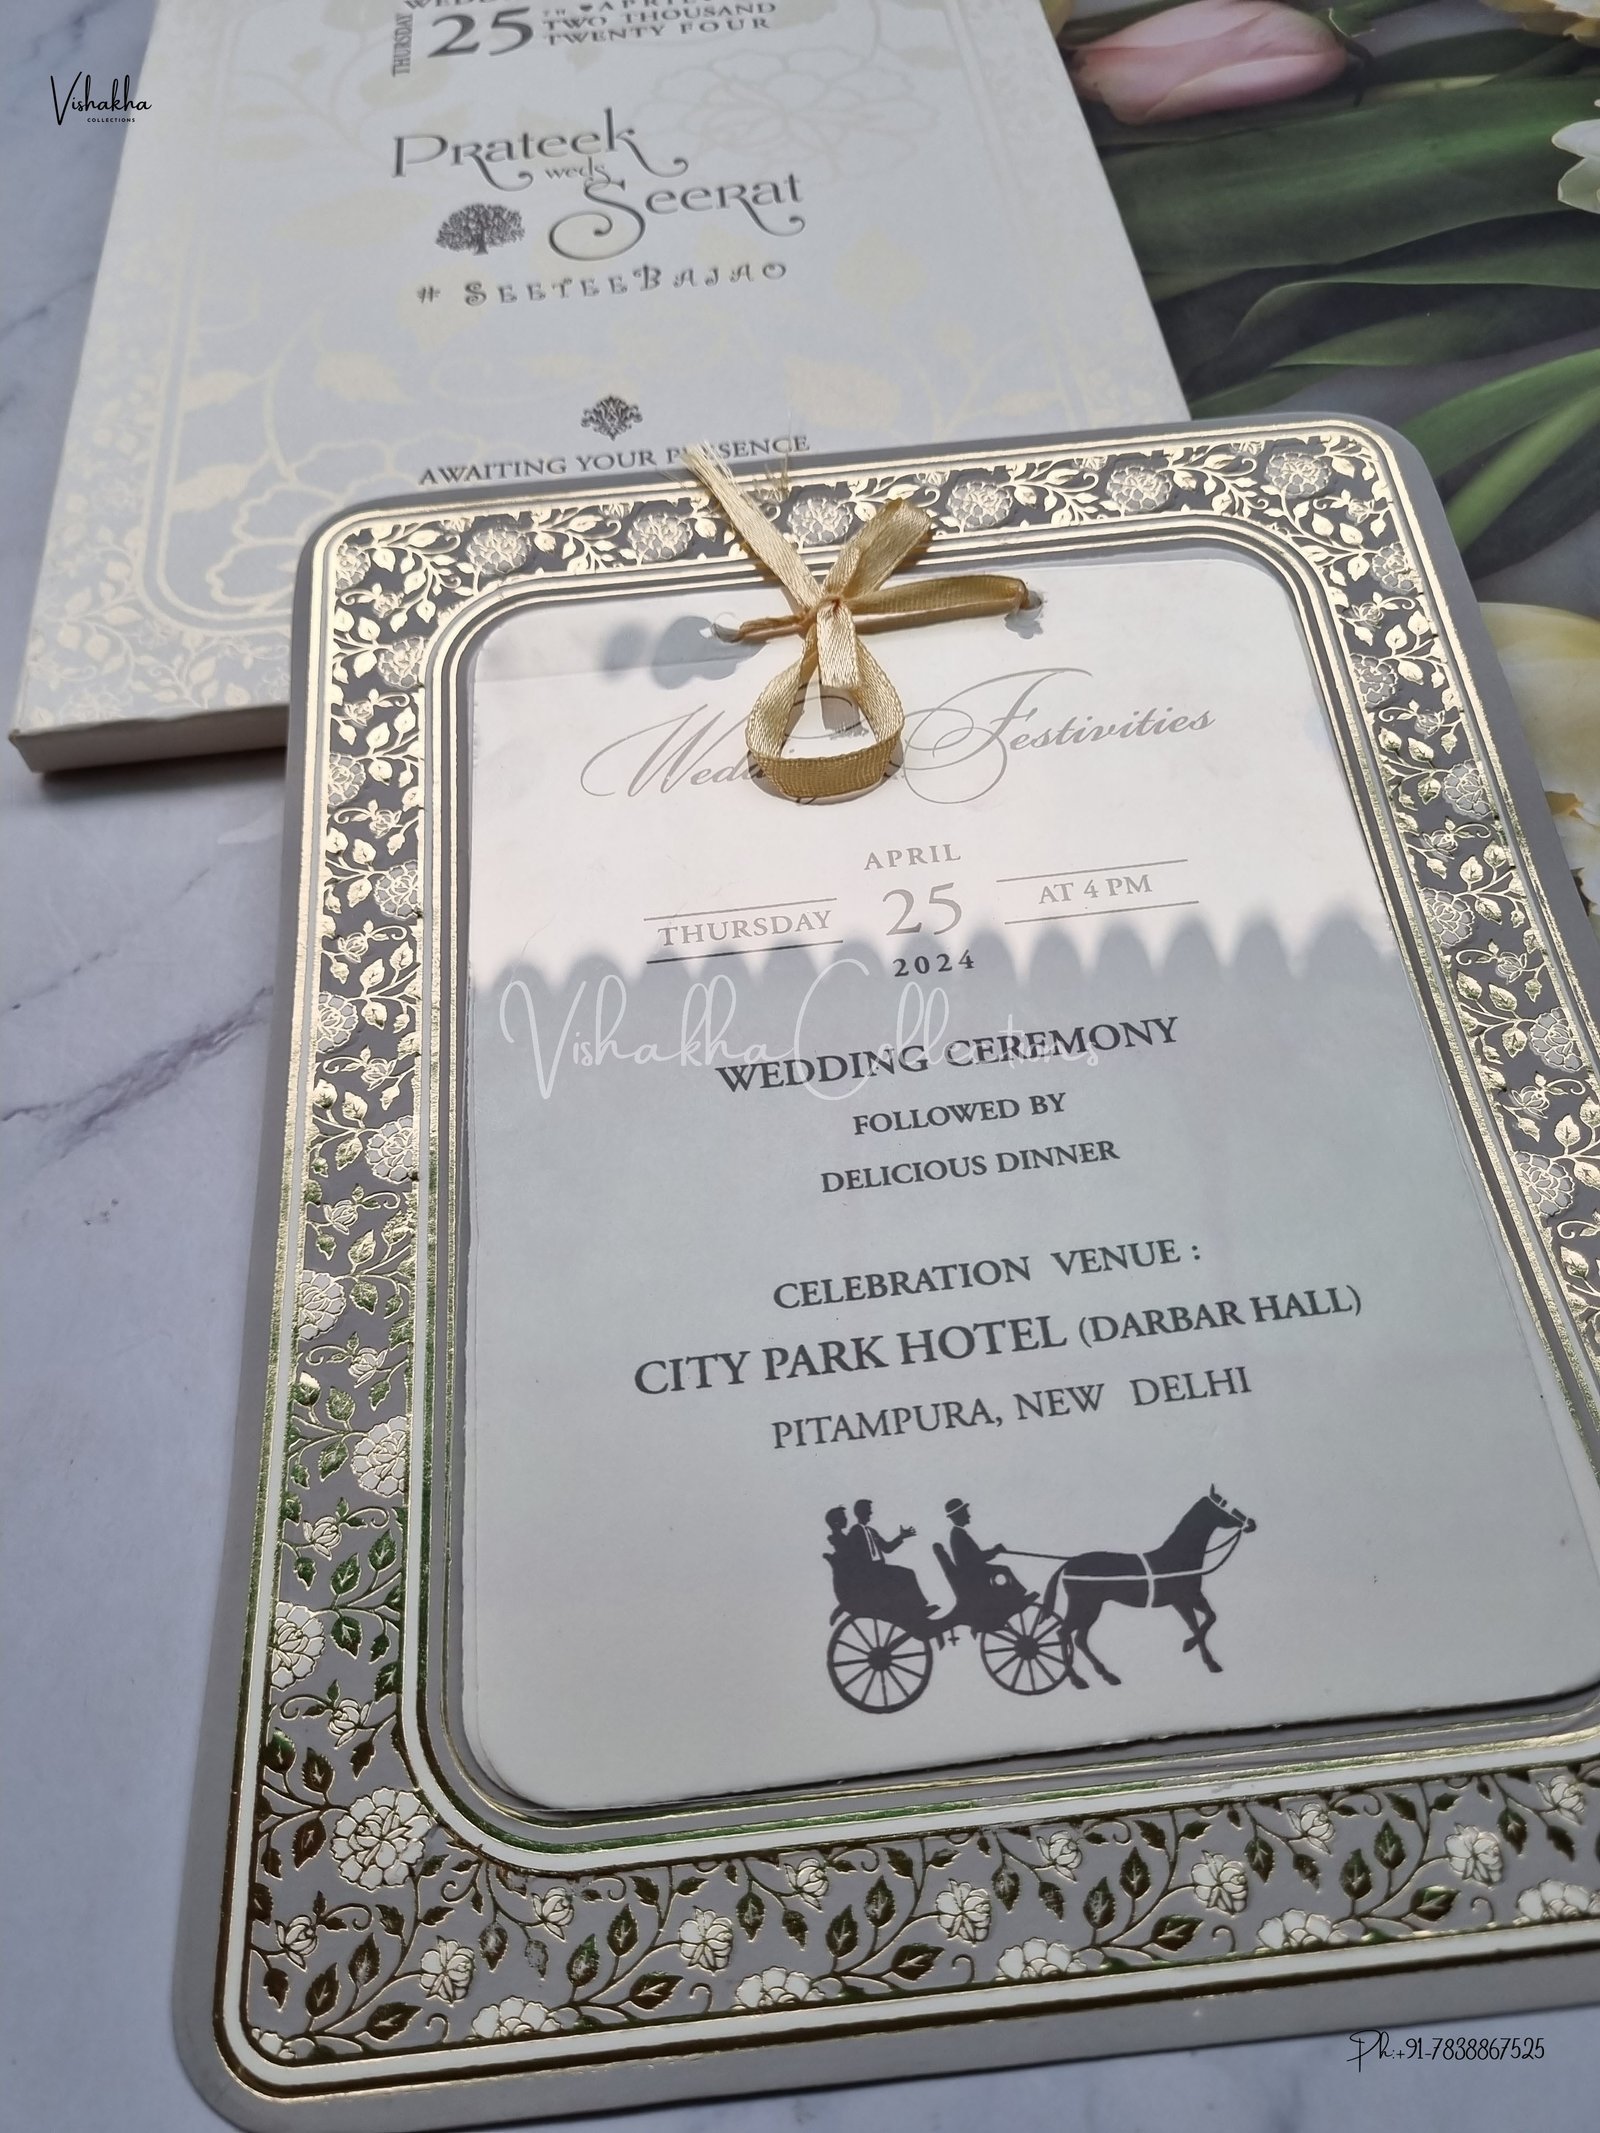 THURSDAY
25
TWO THOUSAND
TWENTY FOUR
Vishakha
COLLECTIONS
Prateek
weds
Seerat
# SEETEEBAJAO
AWAITING YOUR PRESENCE
Festivities
APRIL
THURSDAY 25 AT 4 PM
2024
Vishakha Collections
WEDDING CEREMONY
FOLLOWED BY
DELICIOUS DINNER
CELEBRATION VENUE :
CITY PARK HOTEL (DARBAR HALL)
PITAMPURA, NEW DELHI
Ph:+91-7838867525